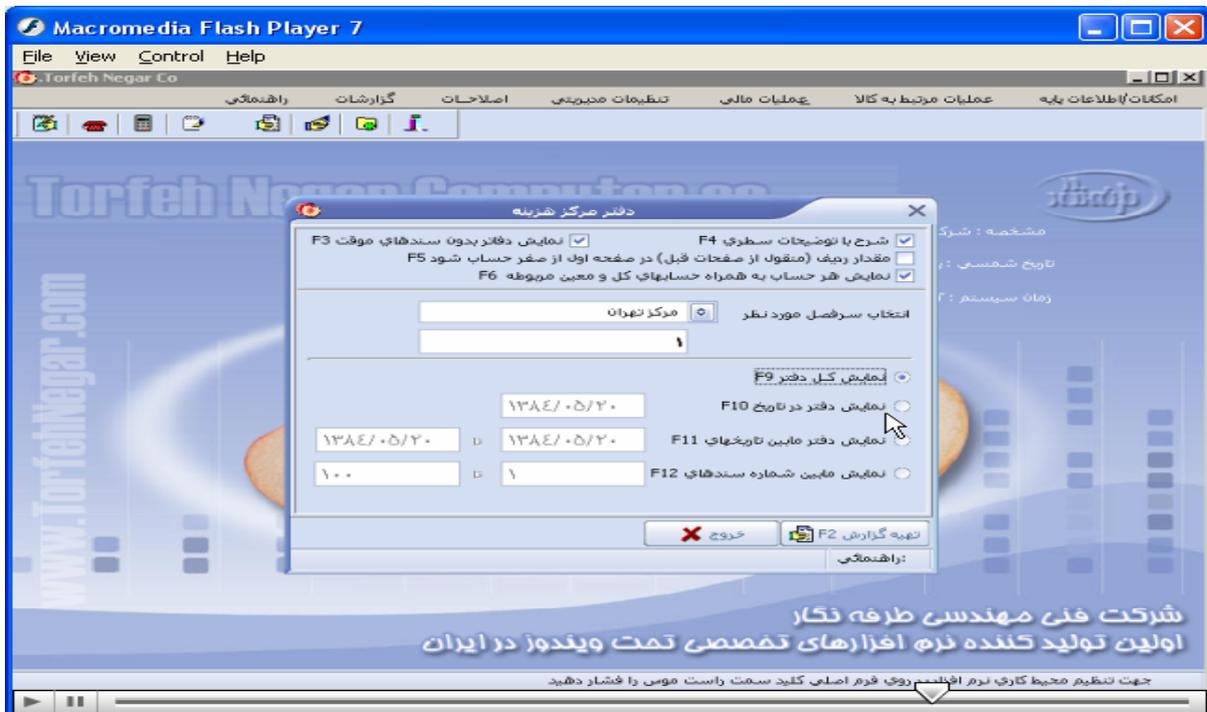 Macromedia Flash Player 7
File View Control Help
.Torfeh Negar Co
امکانات/اطلاعات پایه عملیات مرتبط به کالا عملیات مالی تنظیمات مدیریتی اصلاحات گزارشات راهنمائی
دفتر مرکز هزینه
شرح با توضیحات سطری F4 نمایش دفاتر بدون سندهای موقت F3
مقدار ردیف (منقول از صفحات قبل) در صفحه اول از صفر حساب شود F5
نمایش هر حساب به همراه حسابهای کل و معین مربوطه F6
مشخصه : شرک
تاریخ شمسی :
زمان سیستم :
انتخاب سرفصل مورد نظر مرکز تهران
۱
نمایش کل دفتر F9
نمایش دفتر در تاریخ F10 ۱۳۸٤/۰۵/۲۰
نمایش دفتر مابین تاریخهای F11 ۱۳۸٤/۰۵/۲۰ تا ۱۳۸٤/۰۵/۲۰
نمایش مابین شماره سندهای F12 ۱ تا ۱۰۰
تهیه گزارش F2 خروج
راهنمائی:
www.TorfehNegar.com
شرکت فنی مهندسی طرفه نگار
اولین تولید کننده نرم افزارهای تخصصی تحت ویندوز در ایران
جهت تنظیم محیط کاری نرم روی فرم اصلی کلید سمت راست موس را فشار دهید